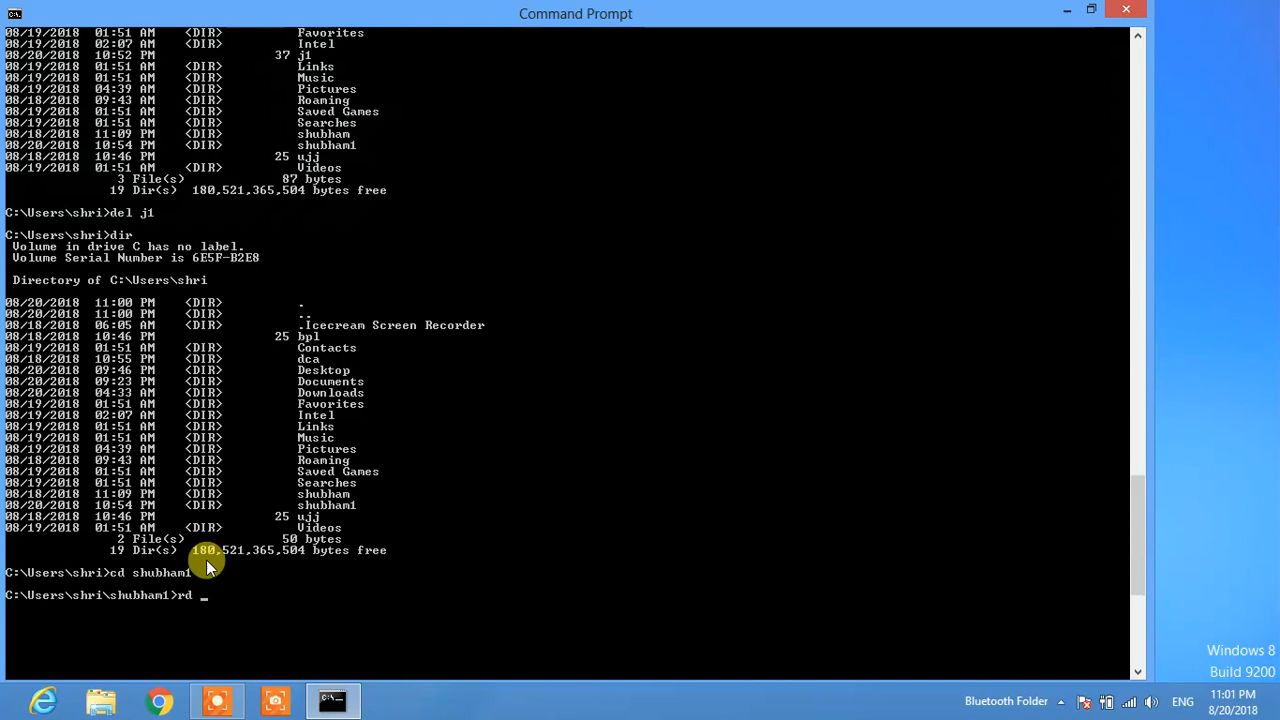 Command Prompt
08/19/2018  01:51 AM    <DIR>          Favorites
08/19/2018  02:07 AM    <DIR>          Intel
08/20/2018  10:52 PM                37 j1
08/19/2018  01:51 AM    <DIR>          Links
08/19/2018  01:51 AM    <DIR>          Music
08/19/2018  04:39 AM    <DIR>          Pictures
08/18/2018  09:43 AM    <DIR>          Roaming
08/19/2018  01:51 AM    <DIR>          Saved Games
08/19/2018  01:51 AM    <DIR>          Searches
08/18/2018  11:09 PM    <DIR>          shubham
08/20/2018  10:54 PM    <DIR>          shubham1
08/18/2018  10:46 PM                25 ujj
08/19/2018  01:51 AM    <DIR>          Videos
3 File(s)             87 bytes
19 Dir(s)  180,521,365,504 bytes free
C:\Users\shri>del j1
C:\Users\shri>dir
Volume in drive C has no label.
Volume Serial Number is 6E5F-B2E8
Directory of C:\Users\shri
08/20/2018  11:00 PM    <DIR>          .
08/20/2018  11:00 PM    <DIR>          ..
08/18/2018  06:05 AM    <DIR>          .Icecream Screen Recorder
08/18/2018  10:46 PM                25 bpl
08/19/2018  01:51 AM    <DIR>          Contacts
08/18/2018  10:55 PM    <DIR>          dca
08/20/2018  09:46 PM    <DIR>          Desktop
08/20/2018  09:23 PM    <DIR>          Documents
08/20/2018  04:33 AM    <DIR>          Downloads
08/19/2018  01:51 AM    <DIR>          Favorites
08/19/2018  02:07 AM    <DIR>          Intel
08/19/2018  01:51 AM    <DIR>          Links
08/19/2018  01:51 AM    <DIR>          Music
08/19/2018  04:39 AM    <DIR>          Pictures
08/18/2018  09:43 AM    <DIR>          Roaming
08/19/2018  01:51 AM    <DIR>          Saved Games
08/19/2018  01:51 AM    <DIR>          Searches
08/18/2018  11:09 PM    <DIR>          shubham
08/20/2018  10:54 PM    <DIR>          shubham1
08/18/2018  10:46 PM                25 ujj
08/19/2018  01:51 AM    <DIR>          Videos
2 File(s)             50 bytes
19 Dir(s)  180,521,365,504 bytes free
C:\Users\shri>cd shubham1
C:\Users\shri\shubham1>rd _
Windows 8
Build 9200
Bluetooth Folder
ENG
11:01 PM
8/20/2018